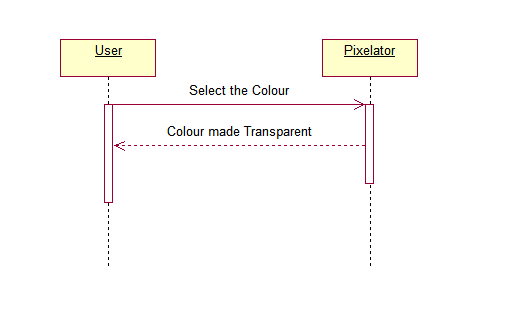 User
Pixelator
Select the Colour
Colour made Transparent